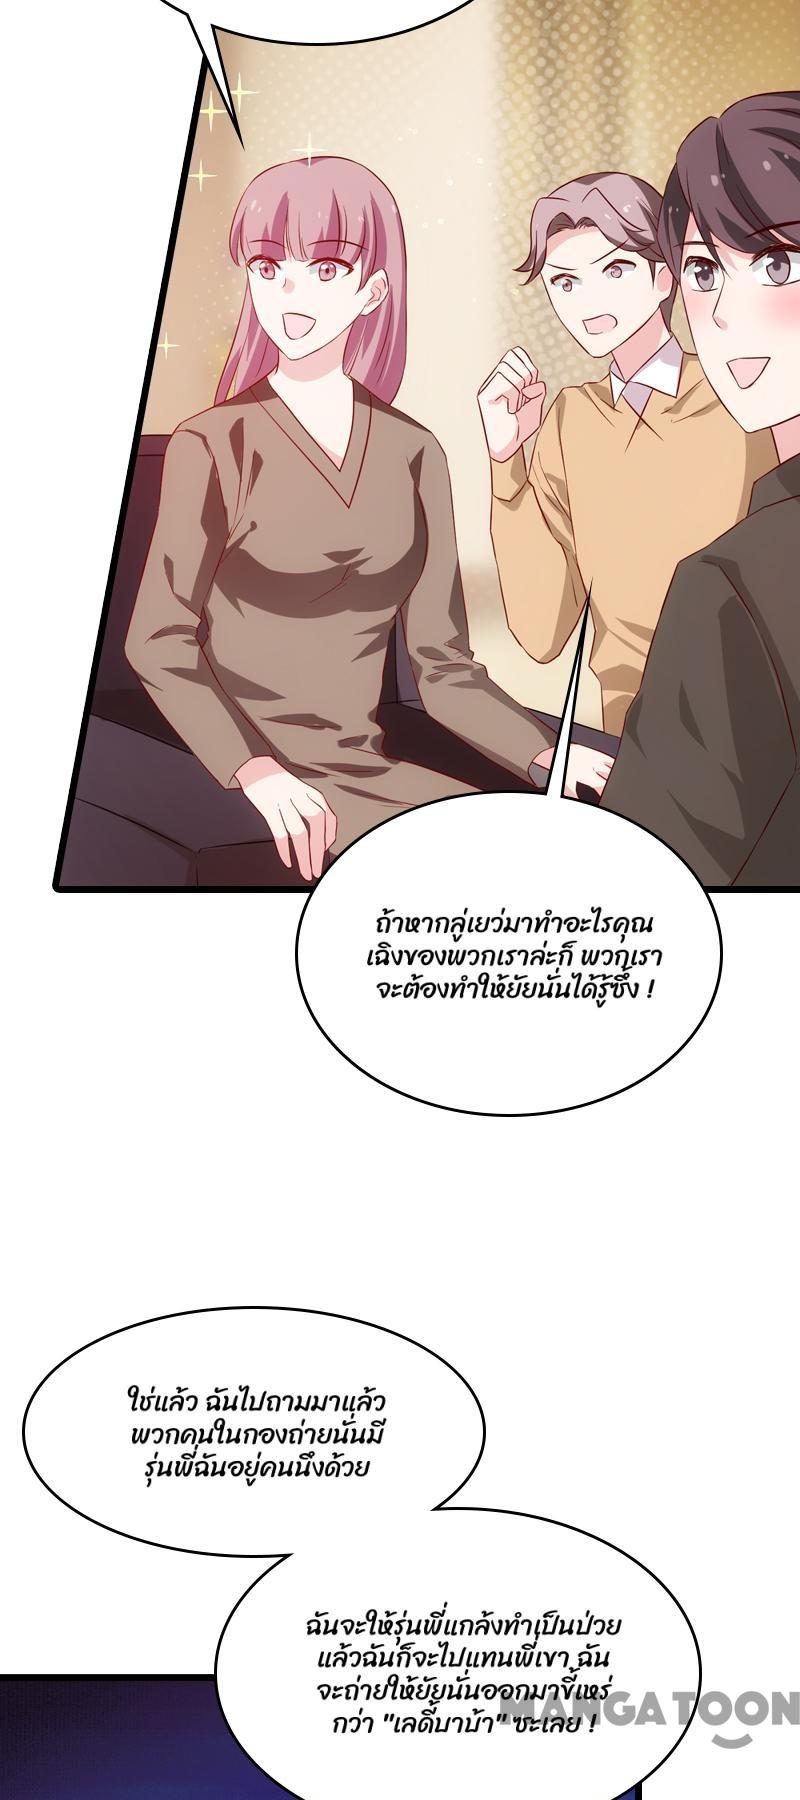 ถ้าหากลู่เยว่มาทำอะไรคุณ
เฉิงของพวกเราล่ะก็ พวกเรา
จะต้องทำให้ยัยนั่นได้รู้ซึ้ง !
ใช่แล้ว ฉันไปถามมาแล้ว
พวกคนในกองถ่ายนั่นมี
รุ่นพี่ฉันอยู่คนนึงด้วย
ฉันจะให้รุ่นพี่แกล้งทำเป็นป่วย
แล้วฉันก็จะไปแทนพี่เขา ฉัน
จะถ่ายให้ยัยนั่นออกมาขี้เหร่
กว่า "เลดี้บาบ้า" ซะเลย !
MANGATOON